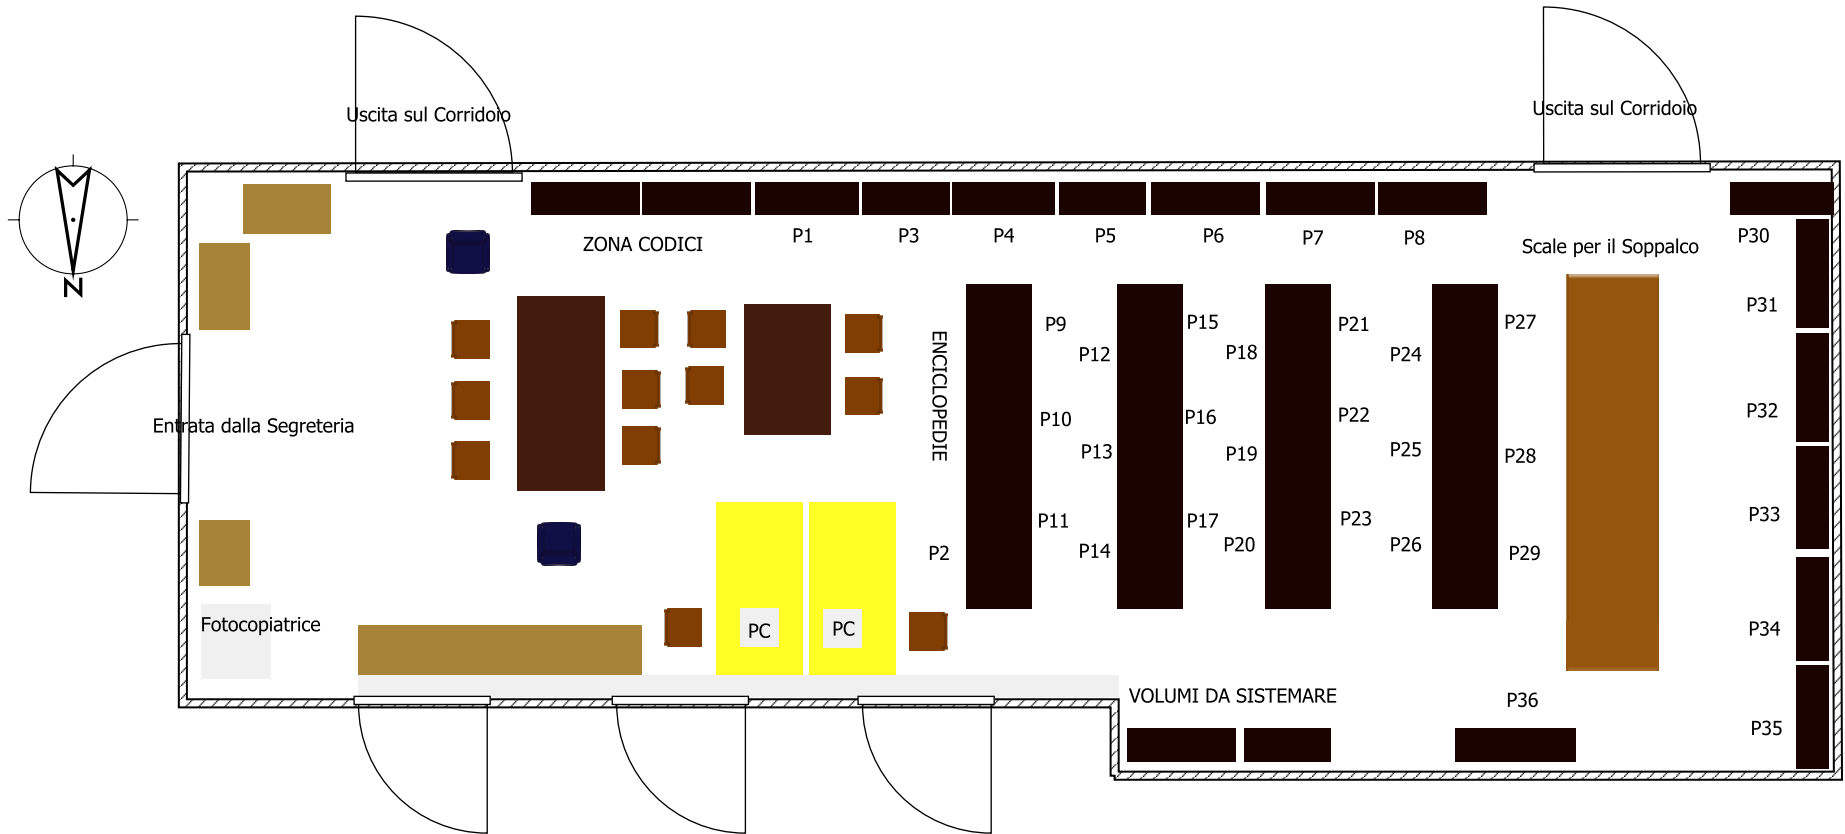 Uscita sul Corridoio
Uscita sul Corridoio
N
ZONA CODICI
P1
P3
P4
P5
P6
P7
P8
Scale per il Soppalco
P30
P31
ENCICLOPEDIE
P9
P12
P15
P18
P21
P24
P27
P10
P13
P16
P19
P22
P25
P28
P32
Entrata dalla Segreteria
P2
P11
P14
P17
P20
P23
P26
P29
P33
Fotocopiatrice
PC
PC
P34
VOLUMI DA SISTEMARE
P36
P35